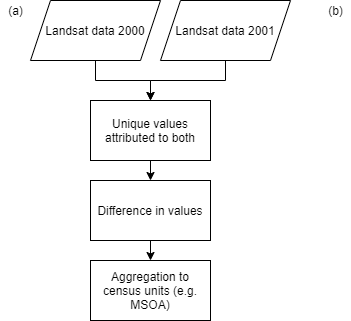 (a)
Landsat data 2000
Landsat data 2001
(b)
Unique values
attributed to both
Difference in values
Aggregation to
census units (e.g.
MSOA)